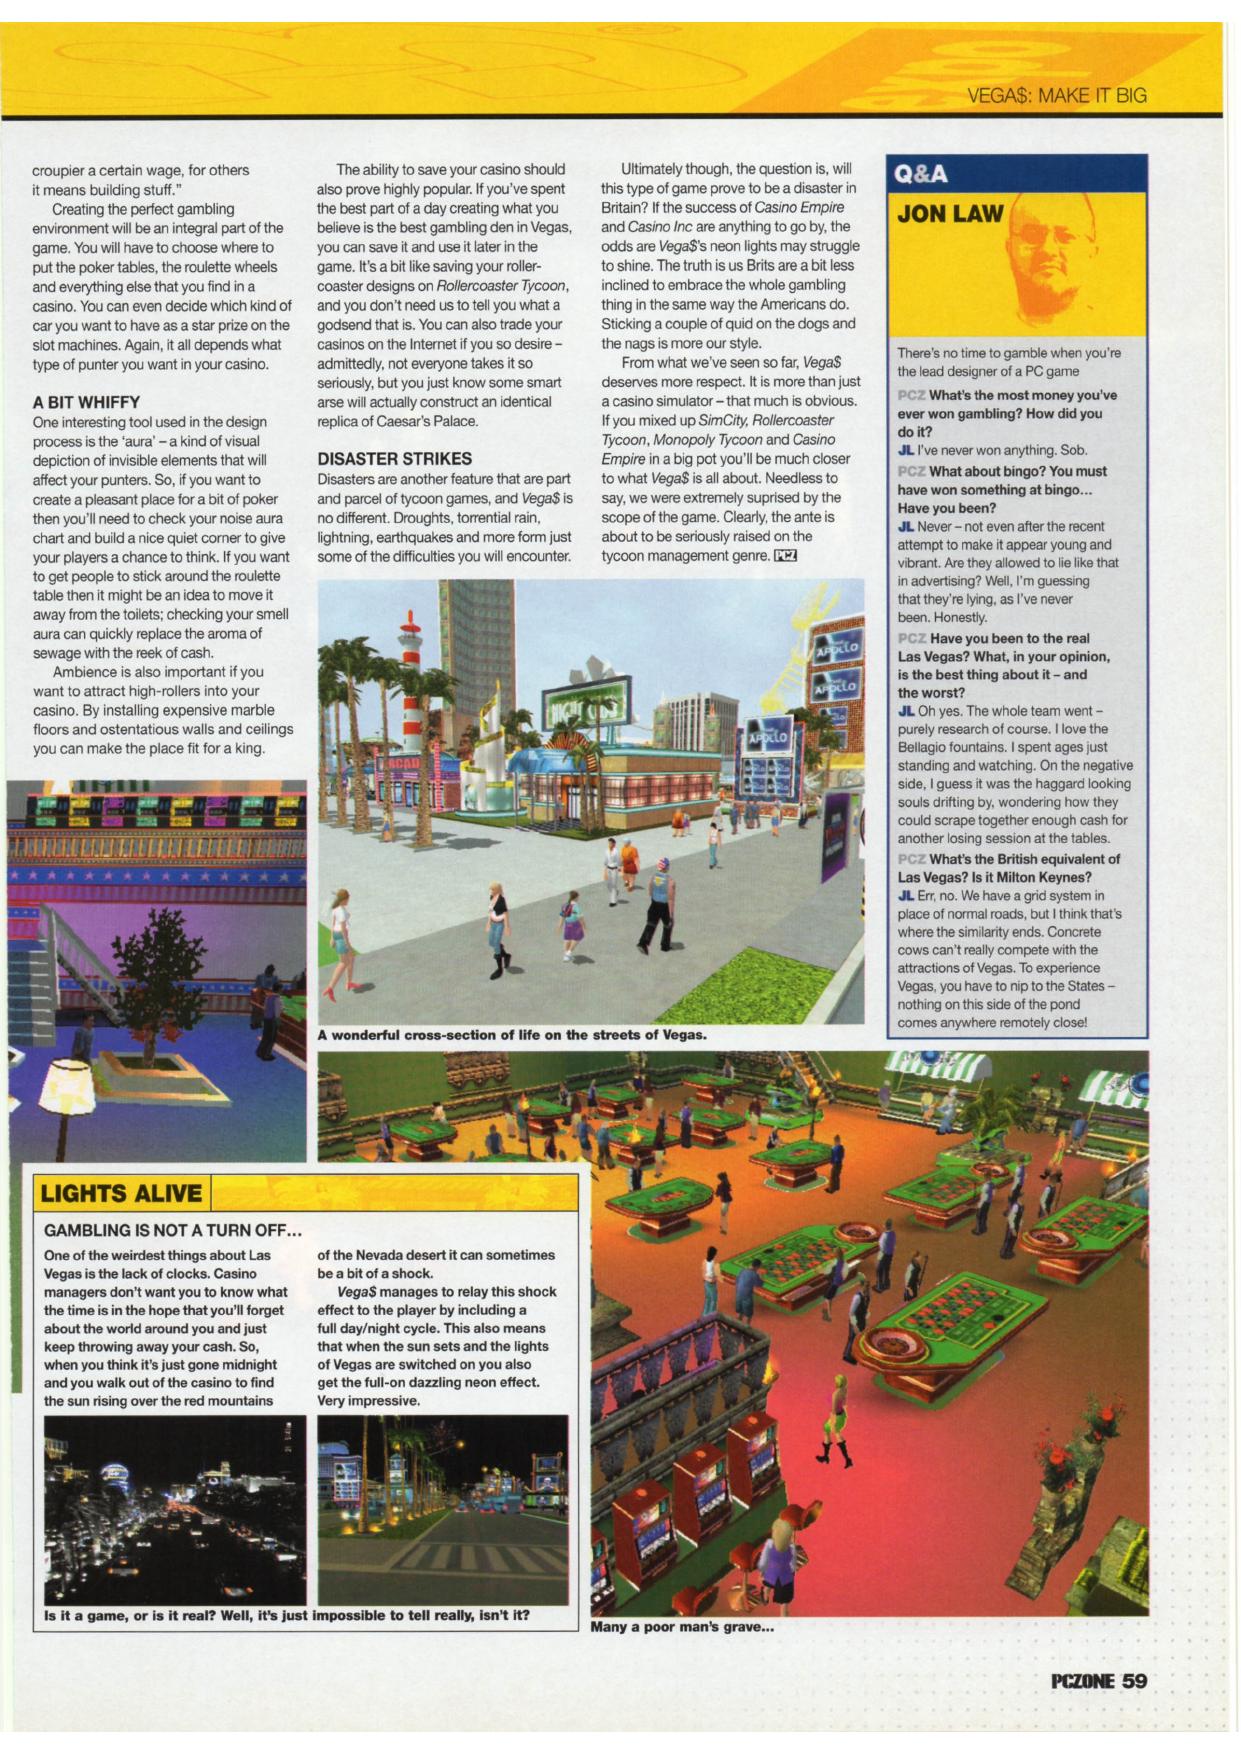 VEGA$: MAKE IT BIG
croupier a certain wage, for others
it means building stuff."
Creating the perfect gambling
environment will be an integral part of the
game. You will have to choose where to
put the poker tables, the roulette wheels
and everything else that you find in a
casino. You can even decide which kind of
car you want to have as a star prize on the
slot machines. Again, it all depends what
type of punter you want in your casino.
A BIT WHIFFY
One interesting tool used in the design
process is the 'aura' – a kind of visual
depiction of invisible elements that will
affect your punters. So, if you want to
create a pleasant place for a bit of poker
then you'll need to check your noise aura
chart and build a nice quiet corner to give
your players a chance to think. If you want
to get people to stick around the roulette
table then it might be an idea to move it
away from the toilets; checking your smell
aura can quickly replace the aroma of
sewage with the reek of cash.
Ambience is also important if you
want to attract high-rollers into your
casino. By installing expensive marble
floors and ostentatious walls and ceilings
you can make the place fit for a king.
The ability to save your casino should
also prove highly popular. If you've spent
the best part of a day creating what you
believe is the best gambling den in Vegas,
you can save it and use it later in the
game. It's a bit like saving your roller-
coaster designs on Rollercoaster Tycoon,
and you don't need us to tell you what a
godsend that is. You can also trade your
casinos on the Internet if you so desire –
admittedly, not everyone takes it so
seriously, but you just know some smart
arse will actually construct an identical
replica of Caesar's Palace.
DISASTER STRIKES
Disasters are another feature that are part
and parcel of tycoon games, and Vega$ is
no different. Droughts, torrential rain,
lightning, earthquakes and more form just
some of the difficulties you will encounter.
Ultimately though, the question is, will
this type of game prove to be a disaster in
Britain? If the success of Casino Empire
and Casino Inc are anything to go by, the
odds are Vega$'s neon lights may struggle
to shine. The truth is us Brits are a bit less
inclined to embrace the whole gambling
thing in the same way the Americans do.
Sticking a couple of quid on the dogs and
the nags is more our style.
From what we've seen so far, Vega$
deserves more respect. It is more than just
a casino simulator – that much is obvious.
If you mixed up SimCity, Rollercoaster
Tycoon, Monopoly Tycoon and Casino
Empire in a big pot you'll be much closer
to what Vega$ is all about. Needless to
say, we were extremely suprised by the
scope of the game. Clearly, the ante is
about to be seriously raised on the
tycoon management genre. PCZ
Q&A
JON LAW
There's no time to gamble when you're
the lead designer of a PC game
PCZ What's the most money you've
ever won gambling? How did you
do it?
JL I've never won anything. Sob.
PCZ What about bingo? You must
have won something at bingo...
Have you been?
JL Never – not even after the recent
attempt to make it appear young and
vibrant. Are they allowed to lie like that
in advertising? Well, I'm guessing
that they're lying, as I've never
been. Honestly.
PCZ Have you been to the real
Las Vegas? What, in your opinion,
is the best thing about it – and
the worst?
JL Oh yes. The whole team went –
purely research of course. I love the
Bellagio fountains. I spent ages just
standing and watching. On the negative
side, I guess it was the haggard looking
souls drifting by, wondering how they
could scrape together enough cash for
another losing session at the tables.
PCZ What's the British equivalent of
Las Vegas? Is it Milton Keynes?
JL Err, no. We have a grid system in
place of normal roads, but I think that's
where the similarity ends. Concrete
cows can't really compete with the
attractions of Vegas. To experience
Vegas, you have to nip to the States –
nothing on this side of the pond
comes anywhere remotely close!
APOLLO
APOLLO
APOLLO
A wonderful cross-section of life on the streets of Vegas.
LIGHTS ALIVE
GAMBLING IS NOT A TURN OFF...
One of the weirdest things about Las
Vegas is the lack of clocks. Casino
managers don't want you to know what
the time is in the hope that you'll forget
about the world around you and just
keep throwing away your cash. So,
when you think it's just gone midnight
and you walk out of the casino to find
the sun rising over the red mountains
of the Nevada desert it can sometimes
be a bit of a shock.
Vega$ manages to relay this shock
effect to the player by including a
full day/night cycle. This also means
that when the sun sets and the lights
of Vegas are switched on you also
get the full-on dazzling neon effect.
Very impressive.
Is it a game, or is it real? Well, it's just impossible to tell really, isn't it?
Many a poor man's grave...
PCZONE 59